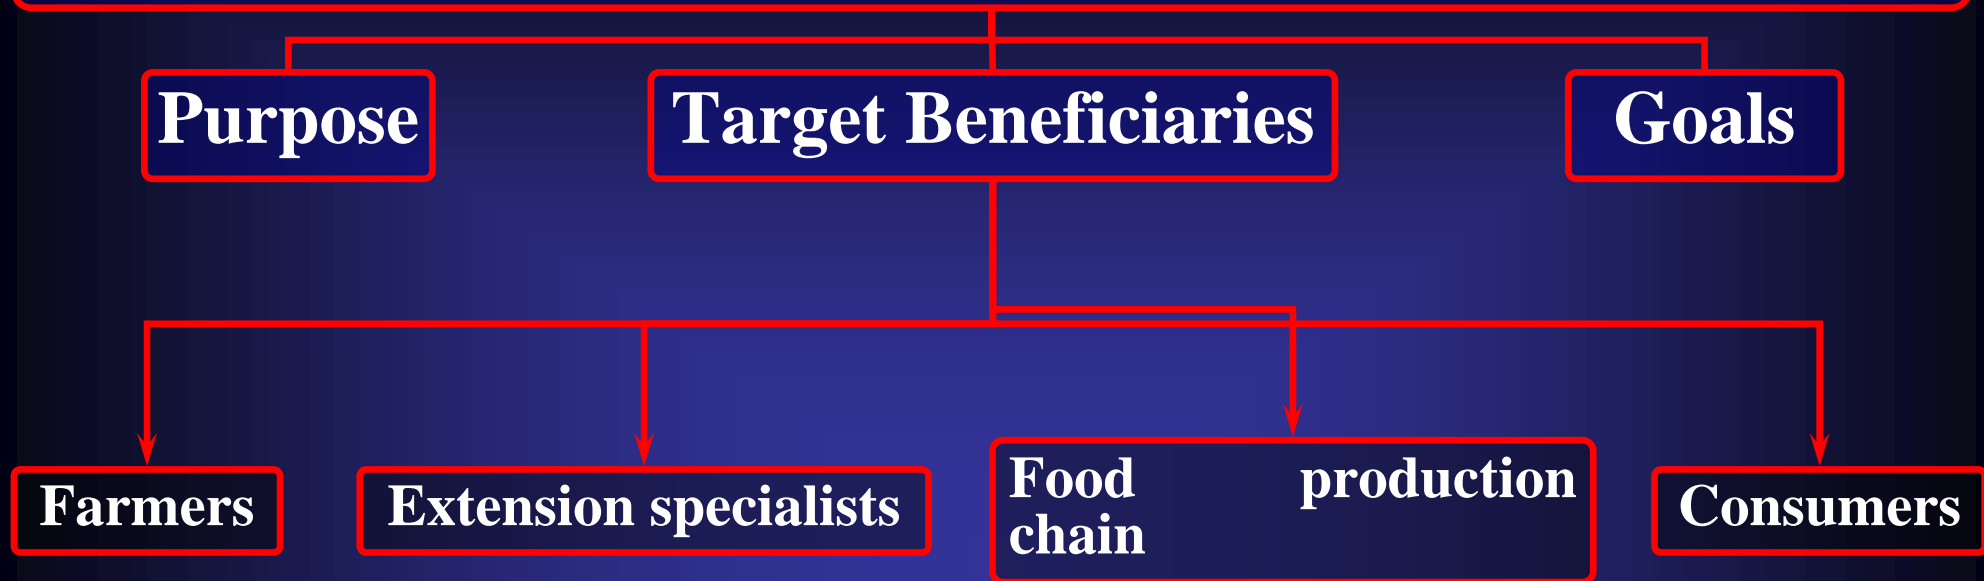 Purpose
Target Beneficiaries
Goals
Farmers
Extension specialists
Food production
chain
Consumers